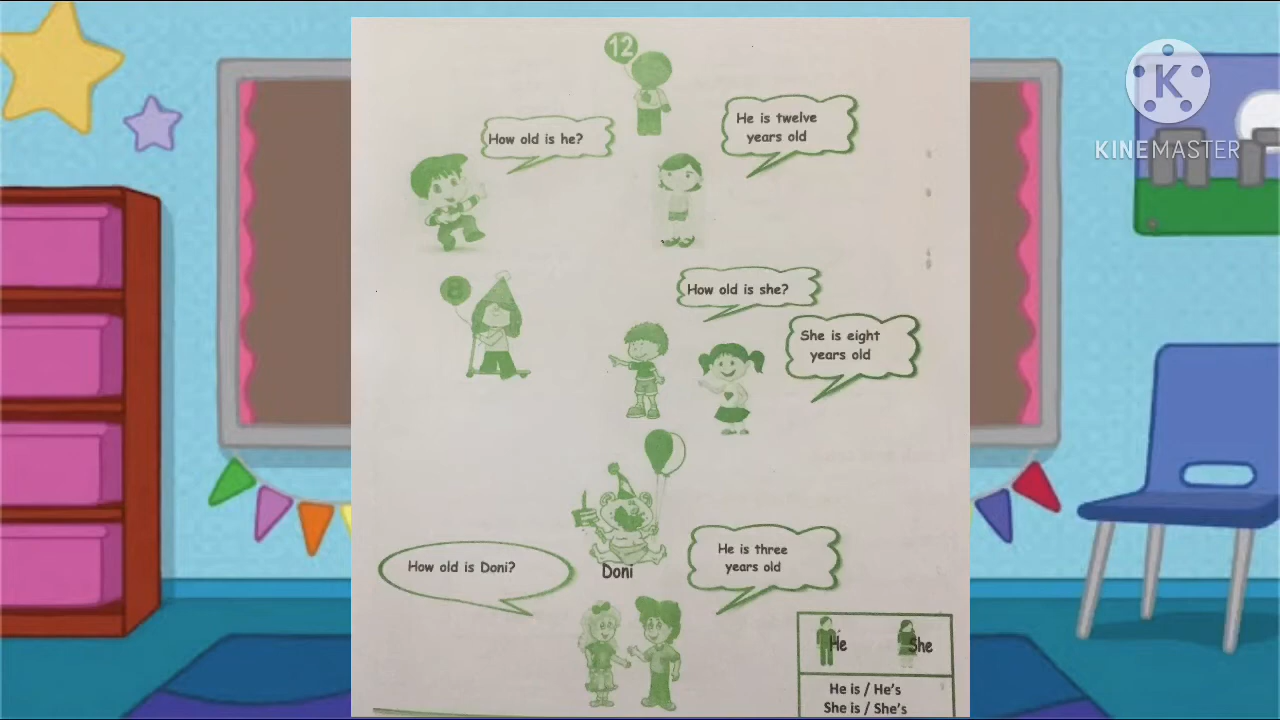 12
KINEMASTER
How old is he?
He is twelve
years old
8
How old is she?
She is eight
years old
How old is Doni?
Doni
He is three
years old
He
She
He is / He's
She is / She's